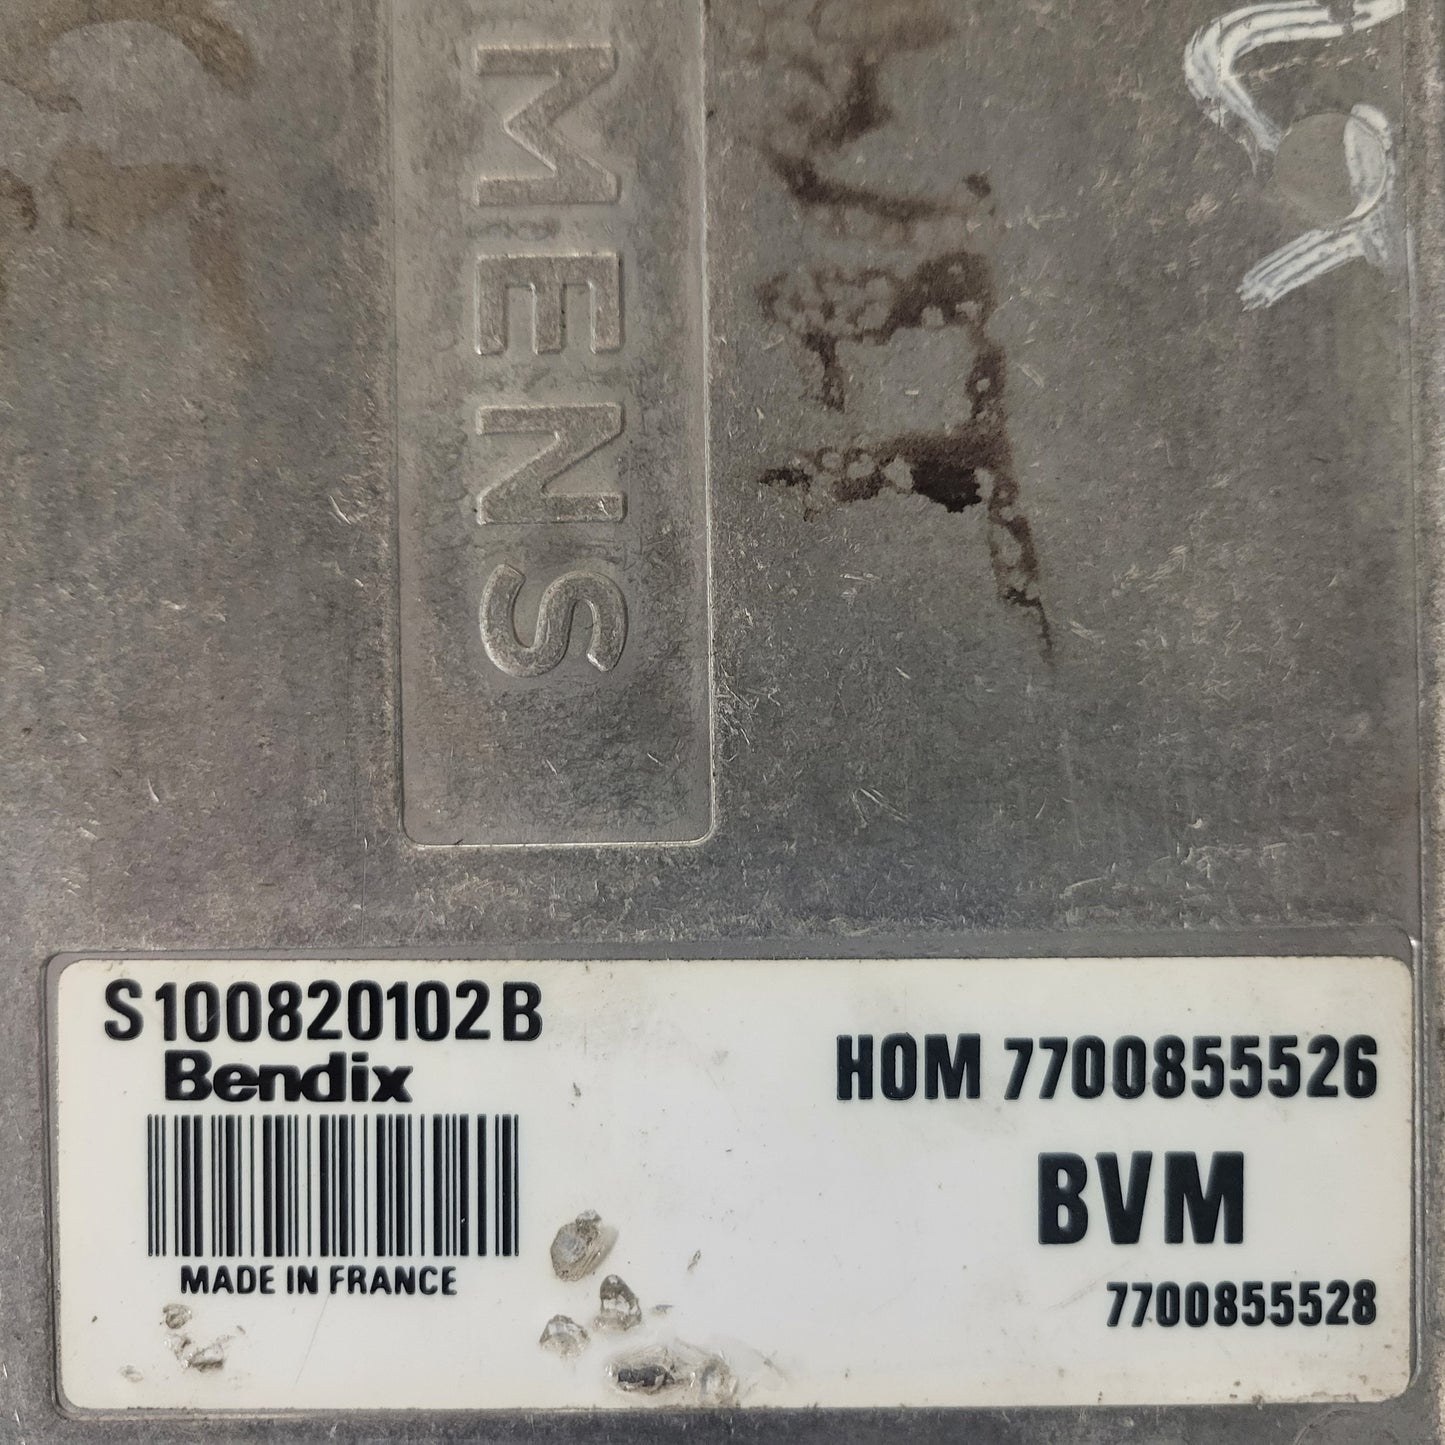 MENS
S100820102B
Bendix
MADE IN FRANCE
HOM 7700855526
BVM
7700855528